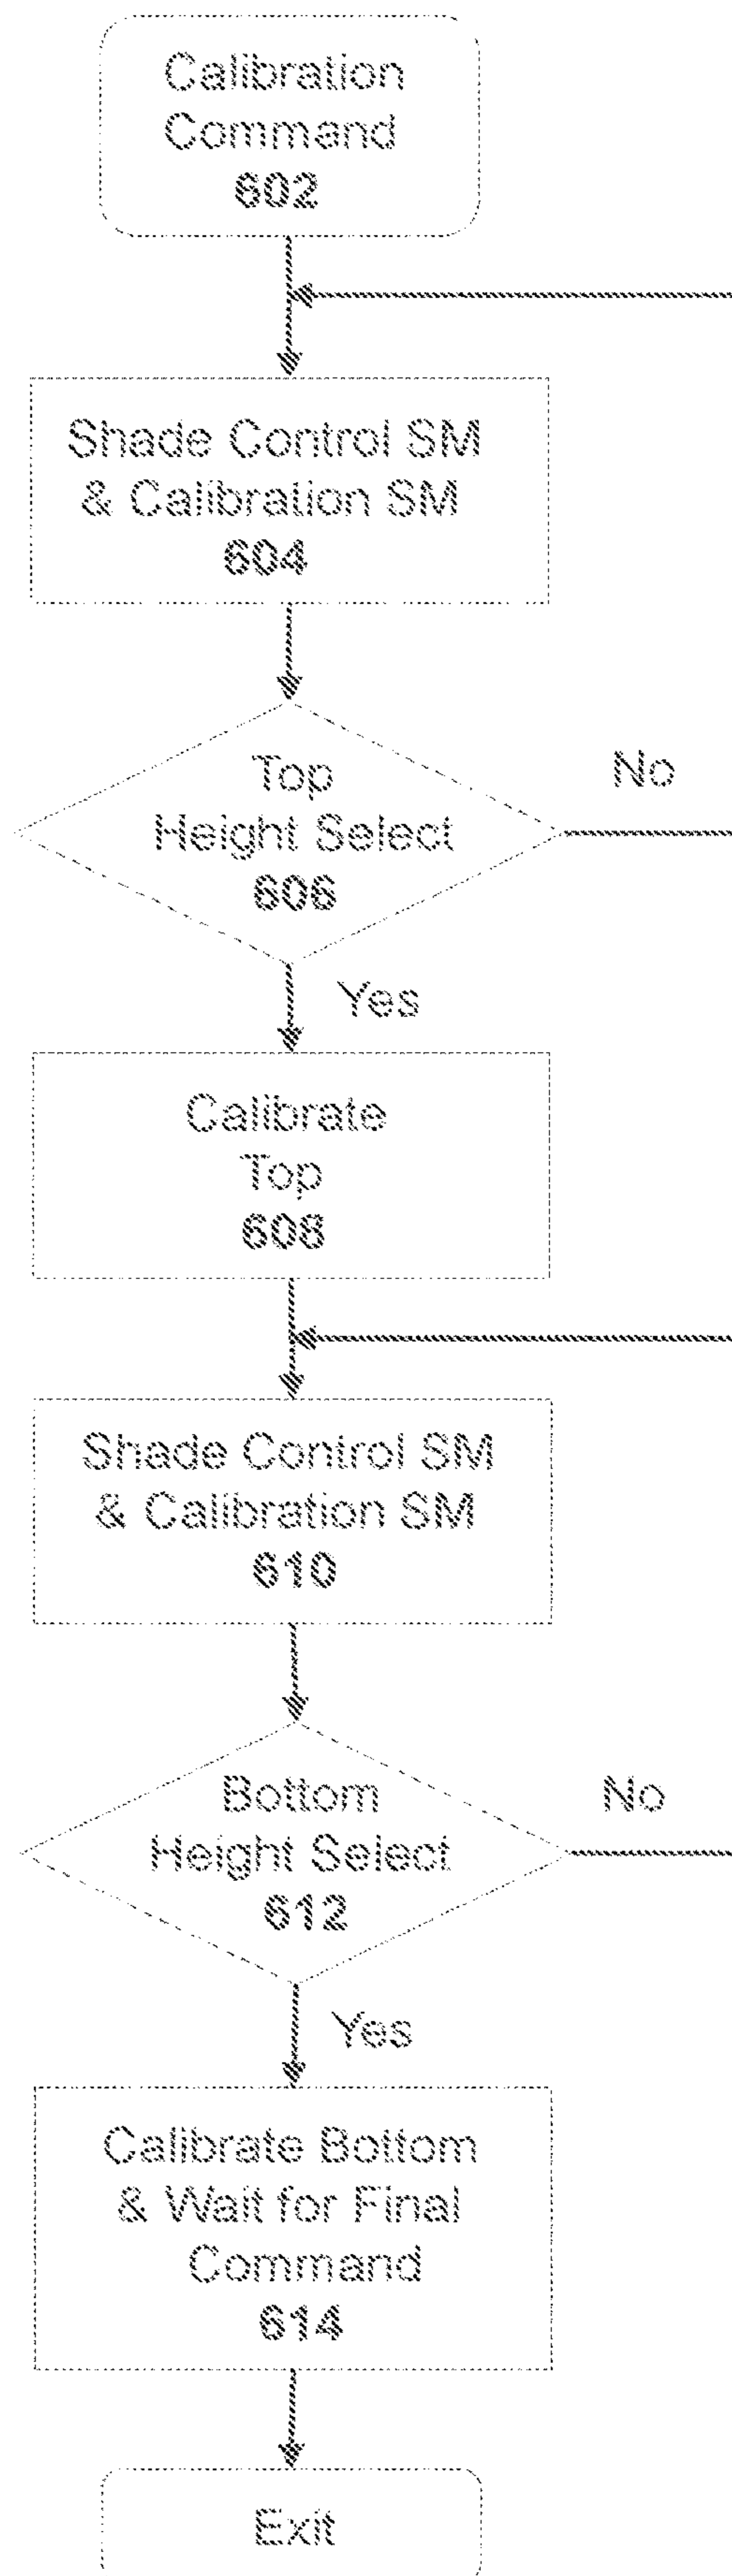 Calibration
Command
602
Shade Control SM
& Calibration SM
604
Top
Height Select
606
No
Yes
Calibrate
Top
608
Shade Control SM
& Calibration SM
610
Bottom
Height Select
612
No
Yes
Calibrate Bottom
& Wait for Final
Command
614
Exit